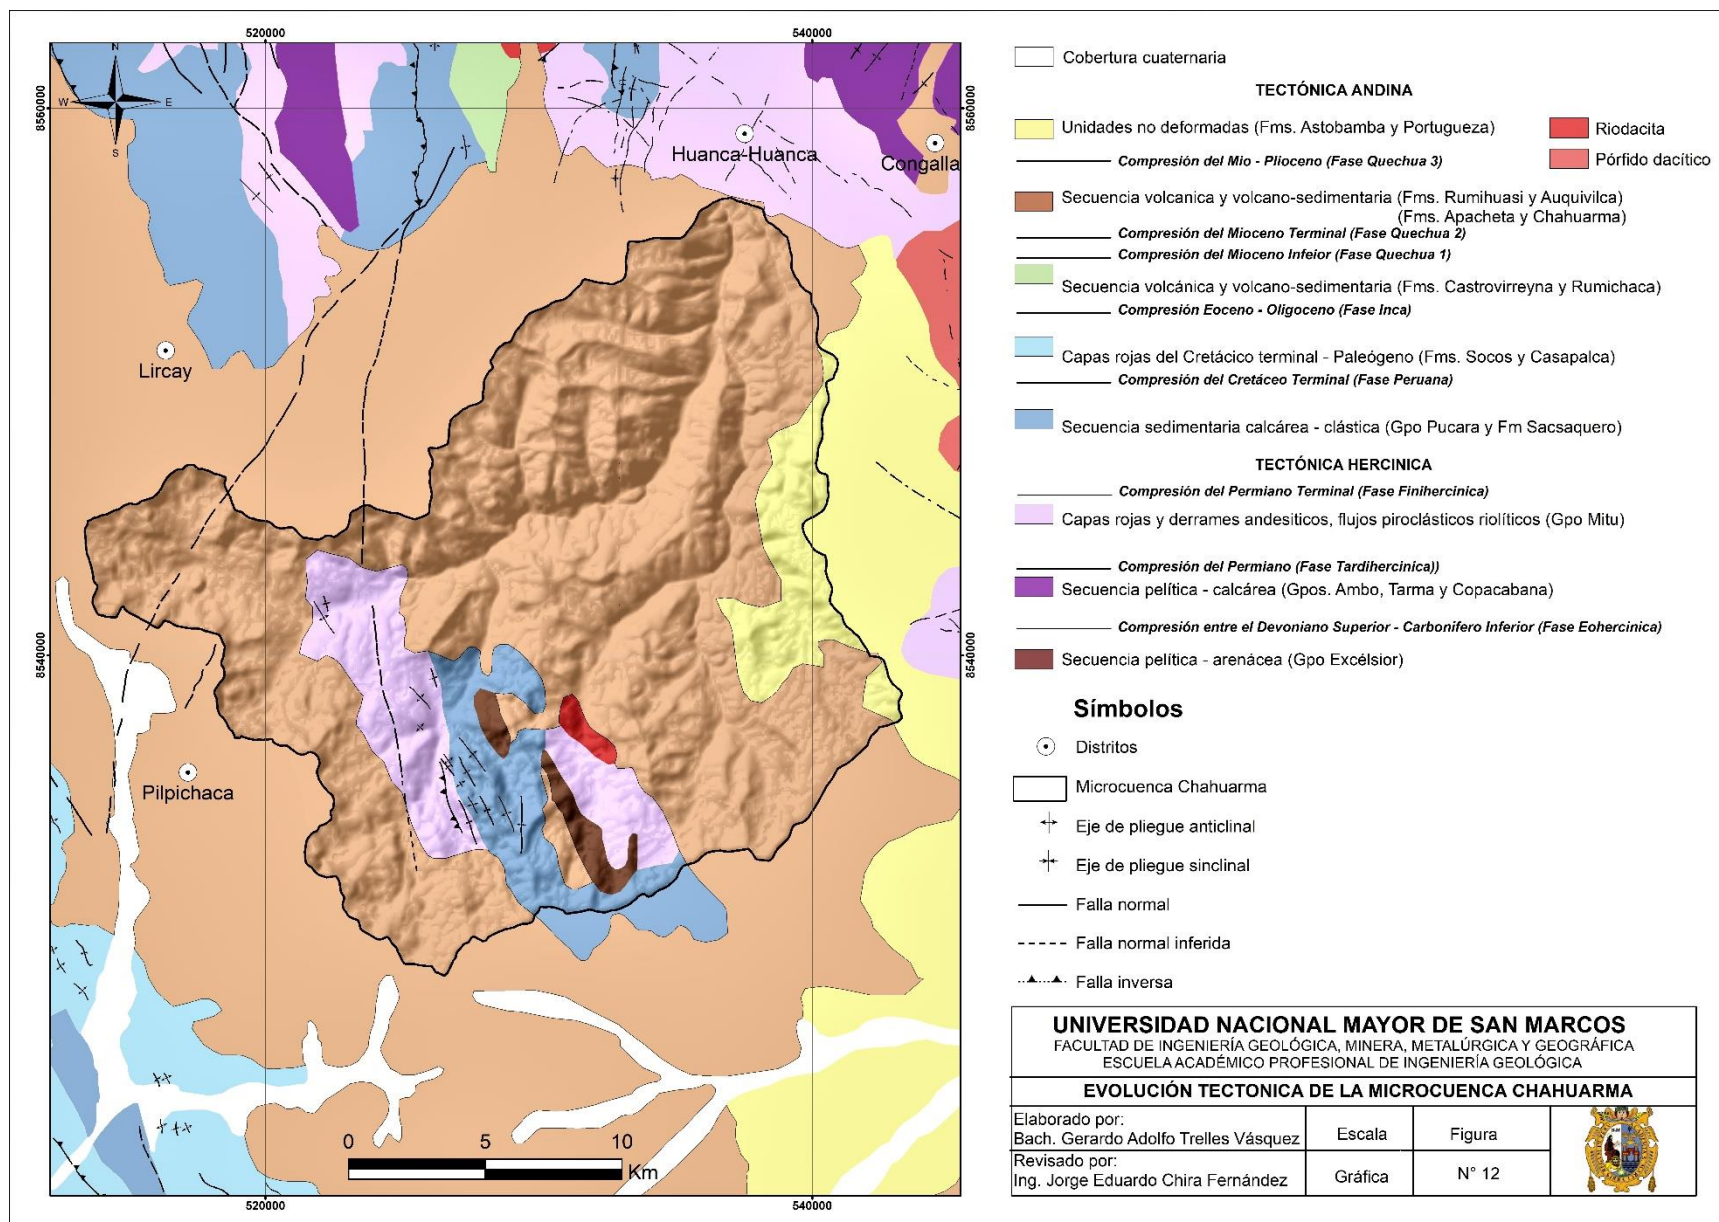 520000
540000
N
W
E
S
8560000
8560000
Huanca-Huanca
Congalla
Lircay
8540000
8540000
Pilpichaca
0 5 10
Km
520000
540000
Cobertura cuaternaria
TECTÓNICA ANDINA
Unidades no deformadas (Fms. Astobamba y Portugueza)
Riodacita
Compresión del Mio - Plioceno (Fase Quechua 3)
Pórfido dacítico
Secuencia volcanica y volcano-sedimentaria (Fms. Rumihuasi y Auquivilca)
(Fms. Apacheta y Chahuarma)
Compresión del Mioceno Terminal (Fase Quechua 2)
Compresión del Mioceno Infeior (Fase Quechua 1)
Secuencia volcánica y volcano-sedimentaria (Fms. Castrovirreyna y Rumichaca)
Compresión Eoceno - Oligoceno (Fase Inca)
Capas rojas del Cretácico terminal - Paleógeno (Fms. Socos y Casapalca)
Compresión del Cretáceo Terminal (Fase Peruana)
Secuencia sedimentaria calcárea - clástica (Gpo Pucara y Fm Sacsaquero)
TECTÓNICA HERCINICA
Compresión del Permiano Terminal (Fase Finihercinica)
Capas rojas y derrames andesiticos, flujos piroclásticos riolíticos (Gpo Mitu)
Compresión del Permiano (Fase Tardihercinica))
Secuencia pelítica - calcárea (Gpos. Ambo, Tarma y Copacabana)
Compresión entre el Devoniano Superior - Carbonifero Inferior (Fase Eohercinica)
Secuencia pelítica - arenácea (Gpo Excélsior)
Símbolos
Distritos
Microcuenca Chahuarma
Eje de pliegue anticlinal
Eje de pliegue sinclinal
Falla normal
Falla normal inferida
Falla inversa
UNIVERSIDAD NACIONAL MAYOR DE SAN MARCOS
FACULTAD DE INGENIERÍA GEOLÓGICA, MINERA, METALÚRGICA Y GEOGRÁFICA
ESCUELA ACADÉMICO PROFESIONAL DE INGENIERÍA GEOLÓGICA
EVOLUCIÓN TECTONICA DE LA MICROCUENCA CHAHUARMA
Elaborado por:
Bach. Gerardo Adolfo Trelles Vásquez
Escala
Figura
Revisado por:
Ing. Jorge Eduardo Chira Fernández
Gráfica
N° 12